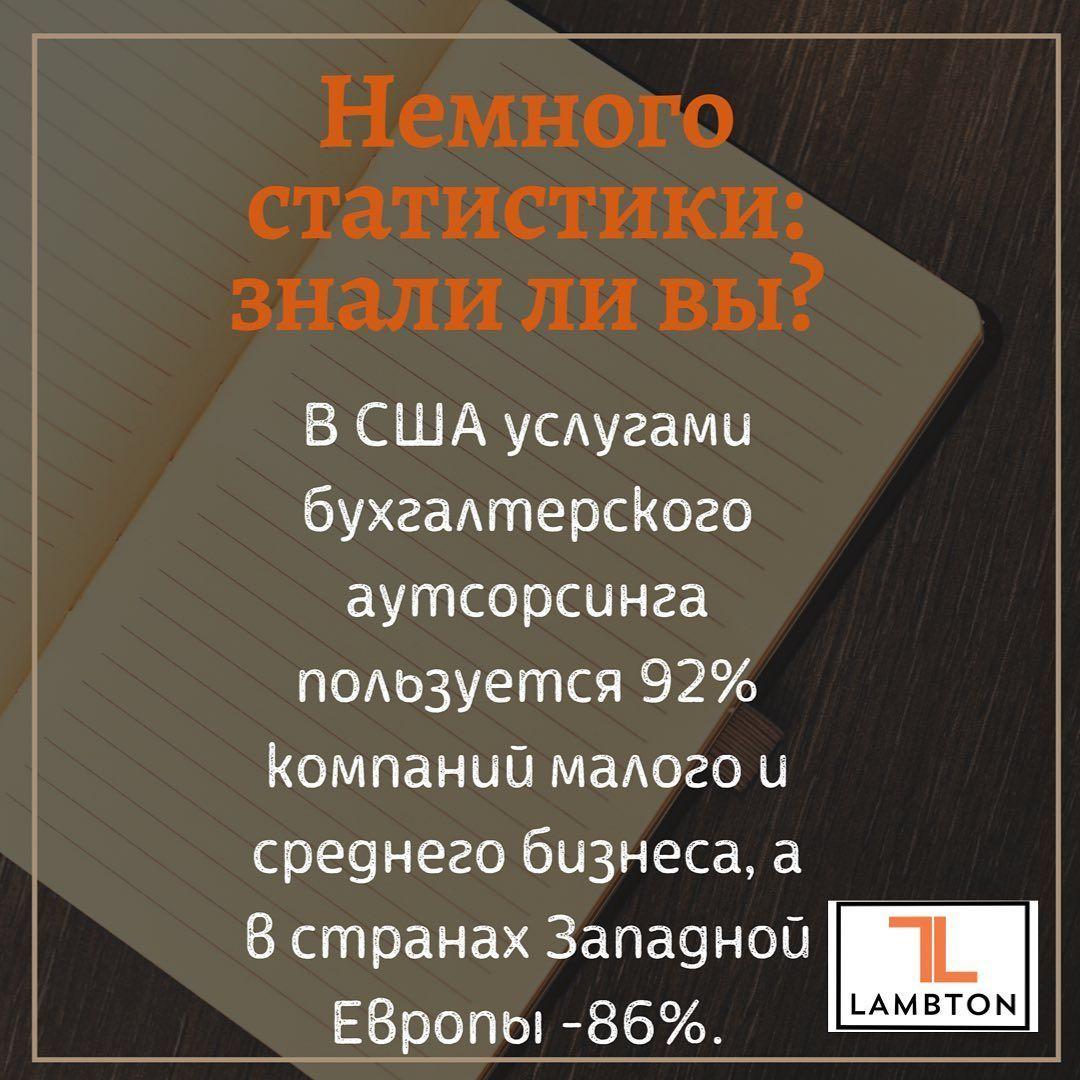 Немного
статистики:
знали ли вы?
В США услугами
бухгалтерского
аутсорсинга
пользуется 92%
компаний малого и
среднего бизнеса, а
в странах Западной
Европы -86%.
LAMBTON